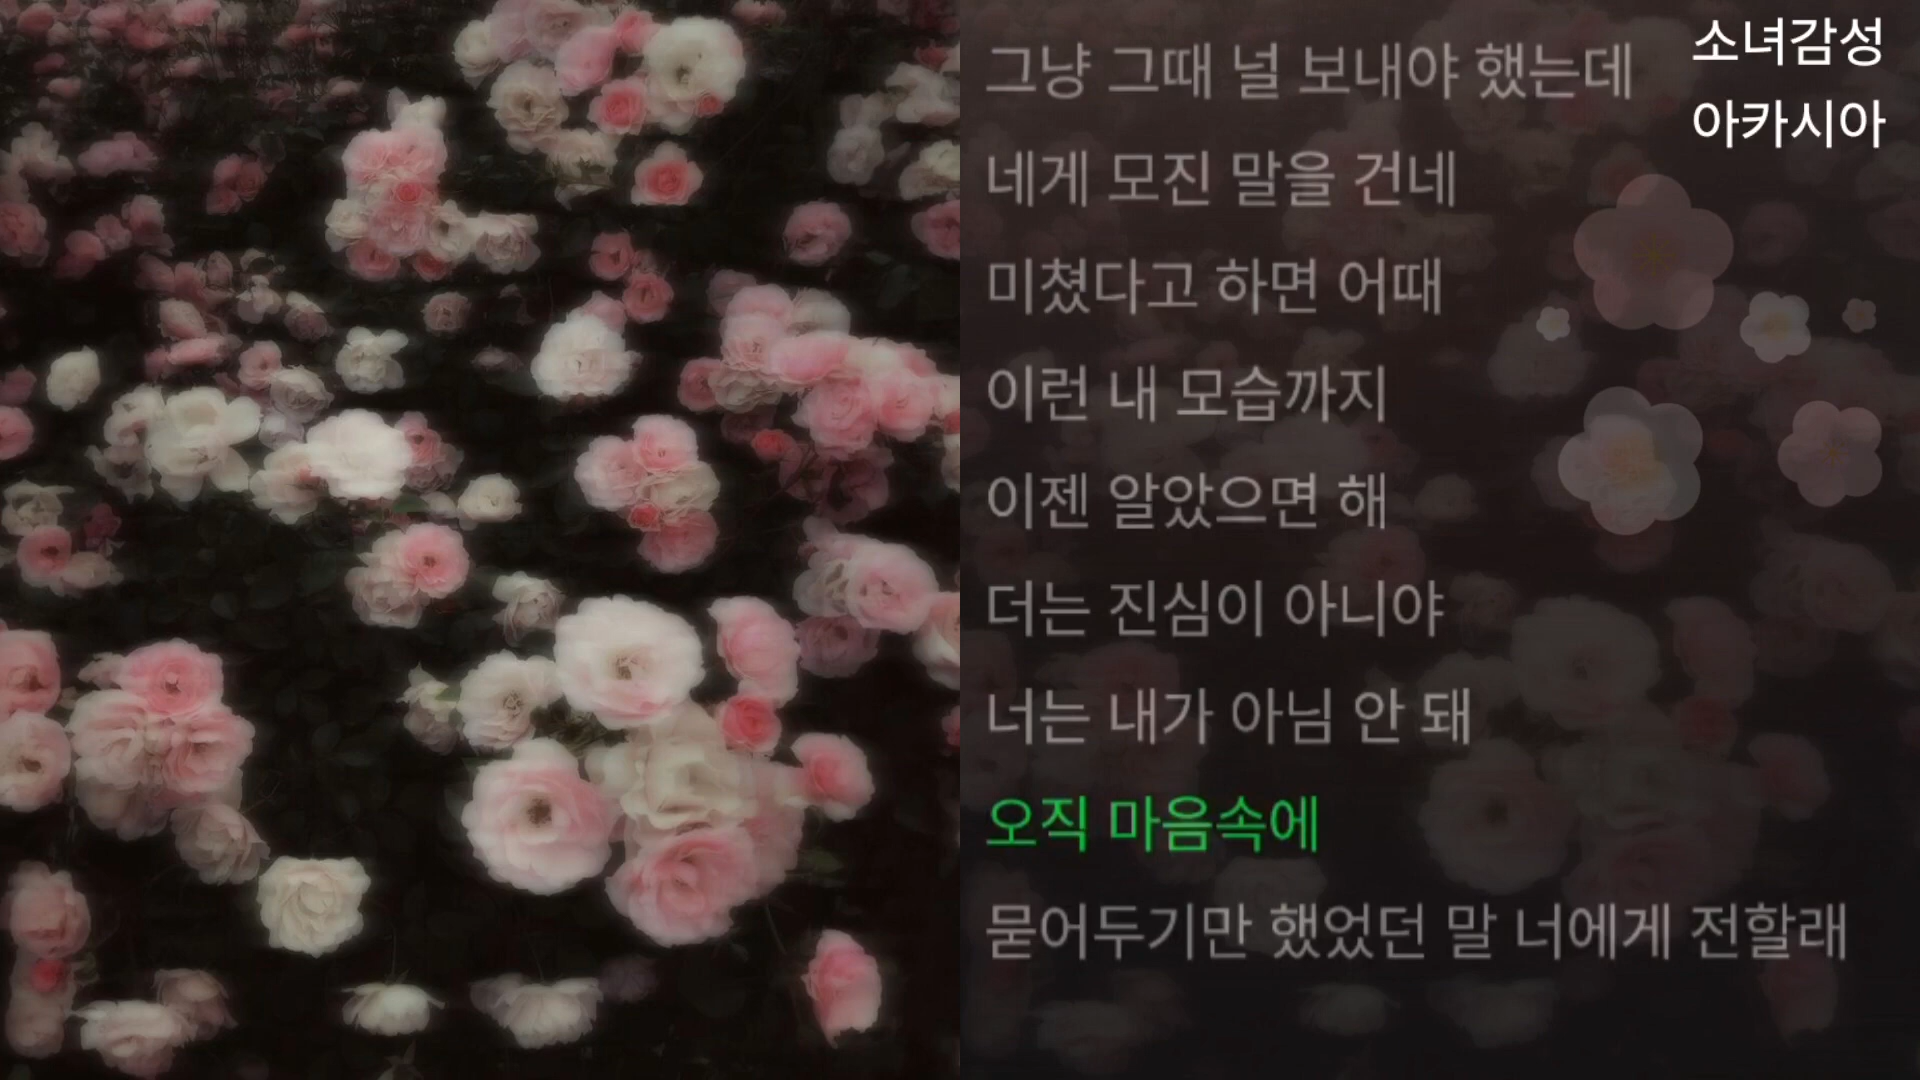 소녀감성
아카시아
그냥 그때 널 보내야 했는데
네게 모진 말을 건네
미쳤다고 하면 어때
이런 내 모습까지
이젠 알았으면 해
더는 진심이 아니야
너는 내가 아님 안 돼
오직 마음속에
묻어두기만 했었던 말 너에게 전할래